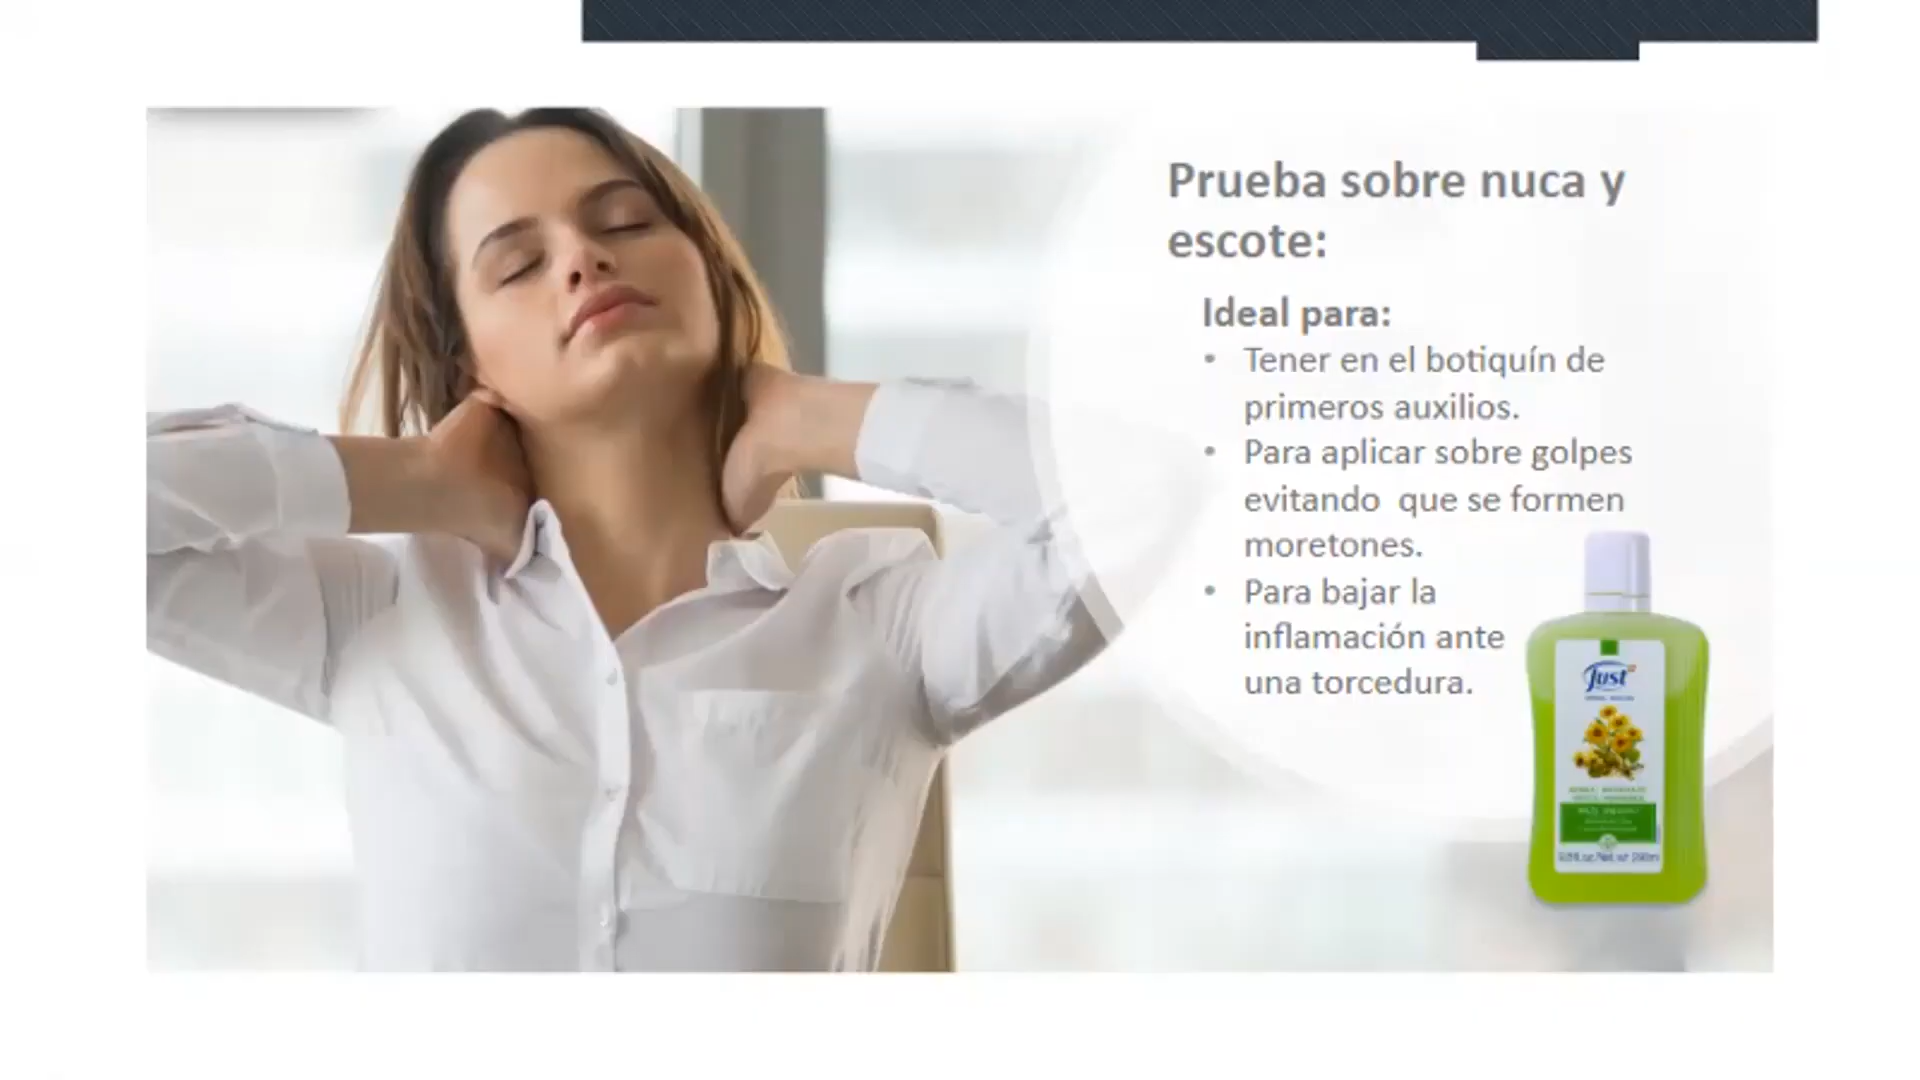 Prueba sobre nuca y
escote:
Ideal para:
• Tener en el botiquín de
primeros auxilios.
• Para aplicar sobre golpes
evitando que se formen
moretones.
• Para bajar la
inflamación ante
una torcedura.
Just